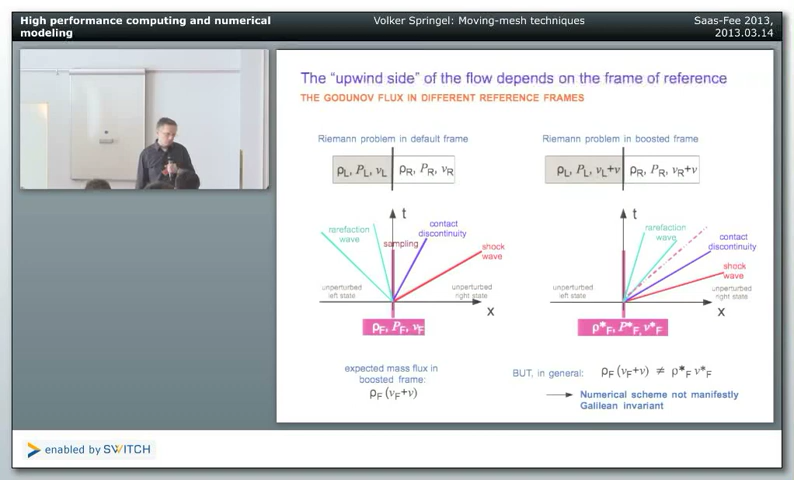 High performance computing and numerical
modeling
Volker Springel: Moving-mesh techniques
Saas-Fee 2013,
2013.03.14
The "upwind side" of the flow depends on the frame of reference
THE GODUNOV FLUX IN DIFFERENT REFERENCE FRAMES
Riemann problem in default frame
ρL, PL, vL
ρR, PR, vR
t
rarefaction
wave
sampling
contact
discontinuity
shock
wave
unperturbed
left state
unperturbed
right state
x
ρF, PF, vF
expected mass flux in
boosted frame:
ρF (vF+v)
Riemann problem in boosted frame
ρL, PL, vL+v
ρR, PR, vR+v
t
rarefaction
wave
contact
discontinuity
shock
wave
unperturbed
left state
unperturbed
right state
x
ρ*F, P*F, v*F
BUT, in general: ρF (vF+v) ≠ ρ*F v*F
Numerical scheme not manifestly
Galilean invariant
enabled by SWITCH